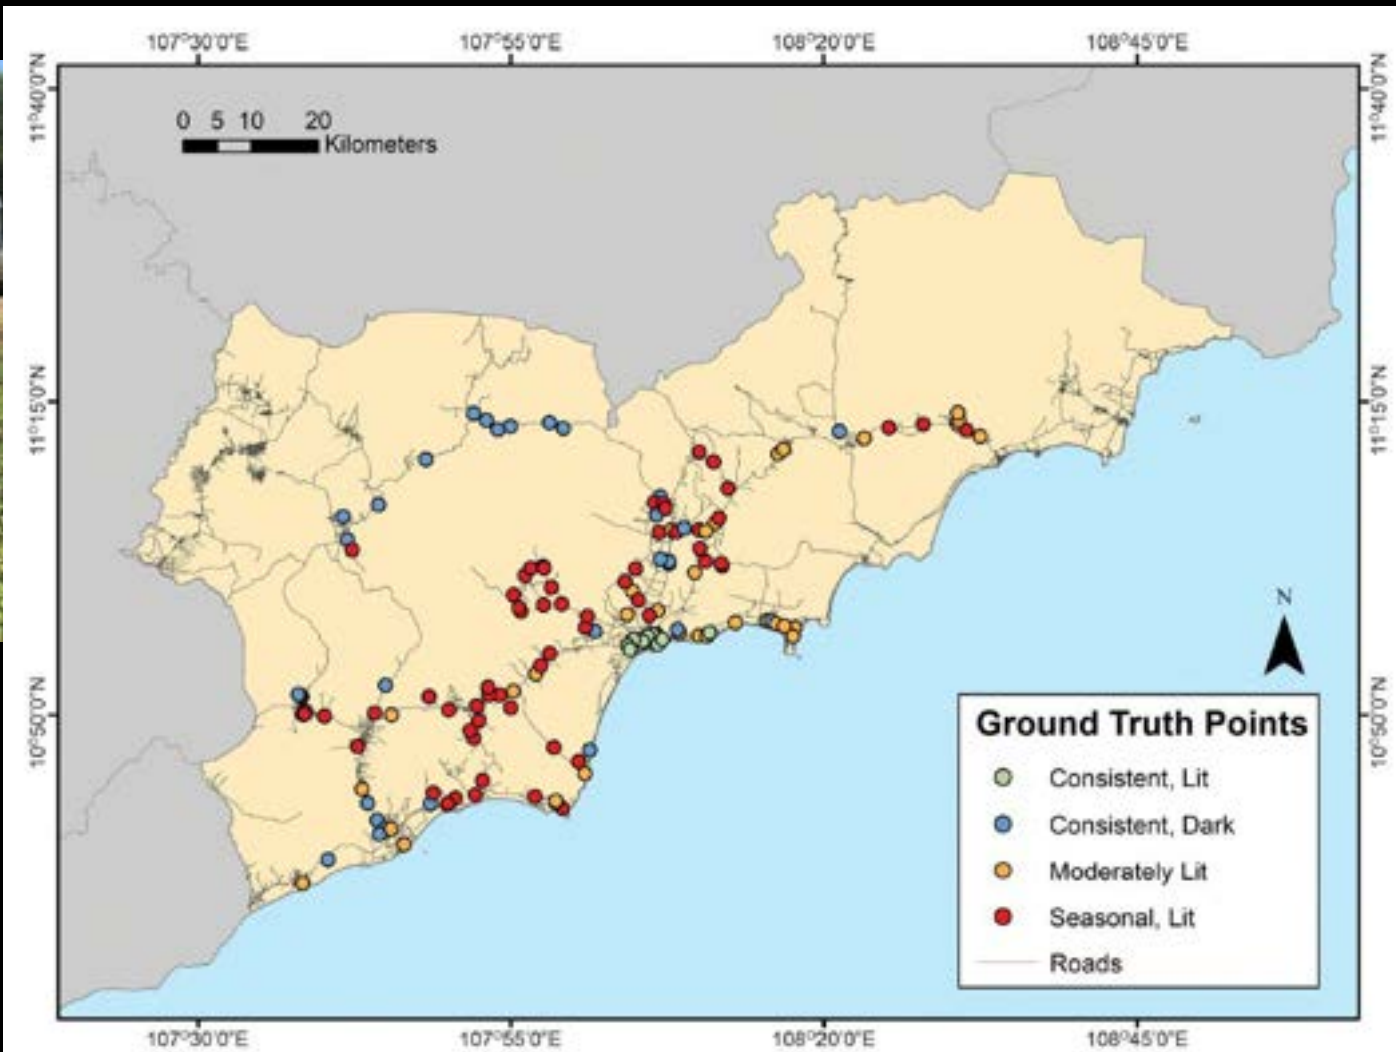 107°30'0"E 107°55'0"E 108°20'0"E 108°45'0"E
11°40'0"N 11°40'0"N
0 5 10 20
Kilometers
11°15'0"N 11°15'0"N
N
10°50'0"N 10°50'0"N
Ground Truth Points
Consistent, Lit
Consistent, Dark
Moderately Lit
Seasonal, Lit
Roads
107°30'0"E 107°55'0"E 108°20'0"E 108°45'0"E